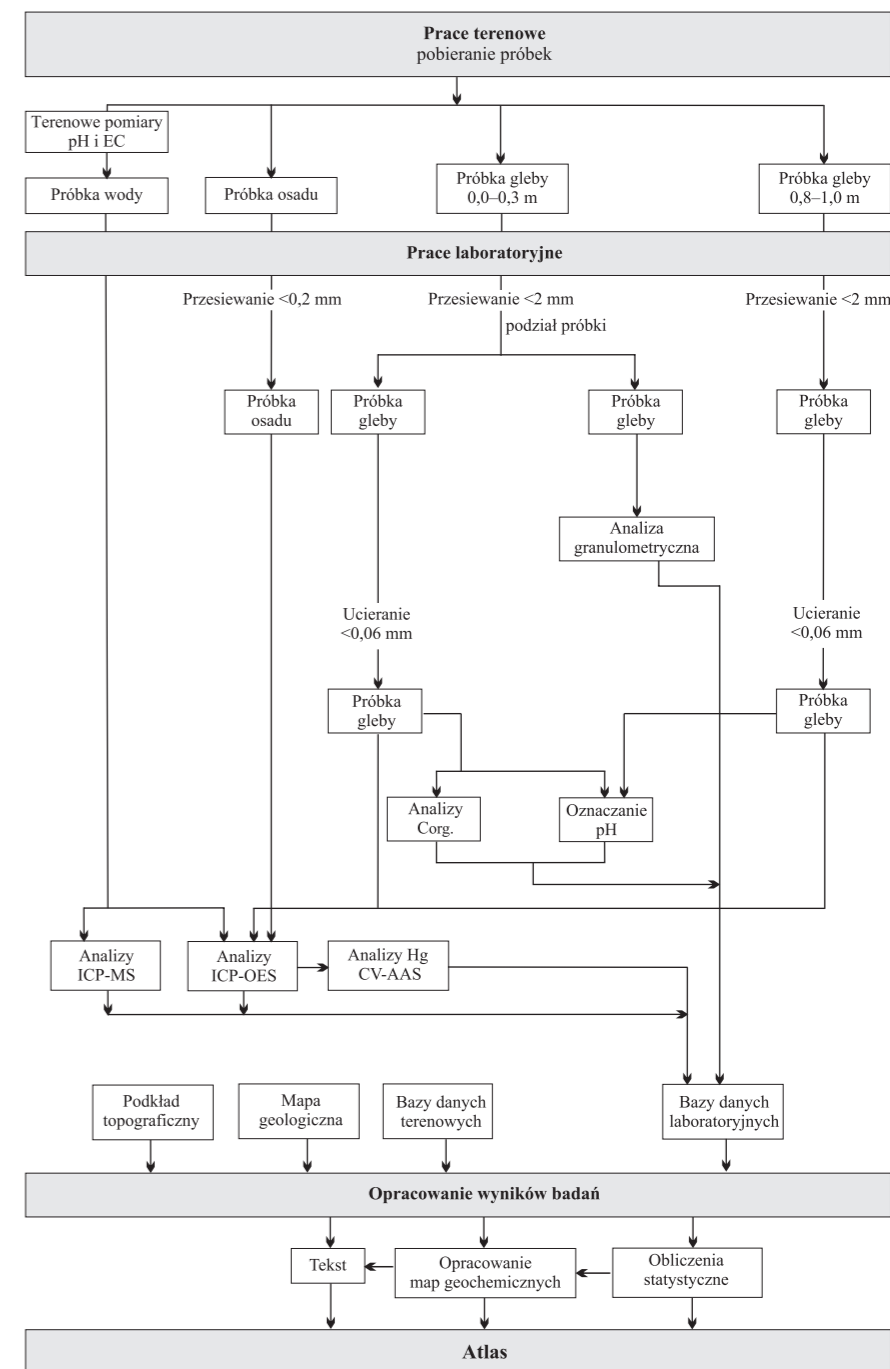 Prace terenowe
pobieranie próbek
Terenowe pomiary
pH i EC
Próbka wody
Próbka osadu
Próbka gleby
0,0–0,3 m
Próbka gleby
0,8–1,0 m
Prace laboratoryjne
Przesiewanie <0,2 mm
Przesiewanie <2 mm
Przesiewanie <2 mm
podział próbki
Próbka
osadu
Próbka
gleby
Próbka
gleby
Próbka
gleby
Analiza
granulometryczna
Ucieranie
<0,06 mm
Ucieranie
<0,06 mm
Próbka
gleby
Próbka
gleby
Analizy
Corg.
Oznaczanie
pH
Analizy
ICP-MS
Analizy
ICP-OES
Analizy Hg
CV-AAS
Podkład
topograficzny
Mapa
geologiczna
Bazy danych
terenowych
Bazy danych
laboratoryjnych
Opracowanie wyników badań
Tekst
Opracowanie
map geochemicznych
Obliczenia
statystyczne
Atlas